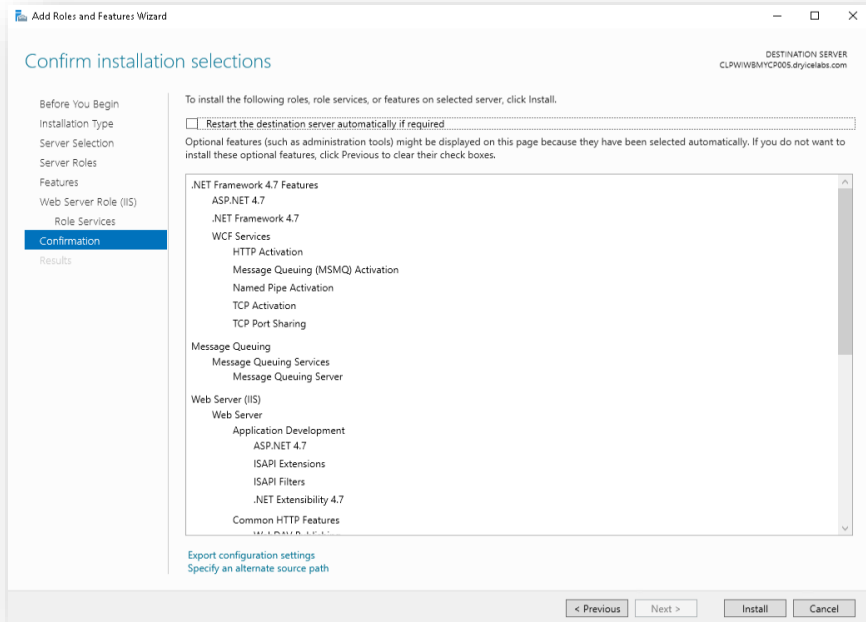 Add Roles and Features Wizard
Confirm installation selections
DESTINATION SERVER
CLPWIWBMYCP005.dryicelabs.com
Before You Begin
Installation Type
Server Selection
Server Roles
Features
Web Server Role (IIS)
Role Services
Confirmation
Results
To install the following roles, role services, or features on selected server, click Install.
Restart the destination server automatically if required
Optional features (such as administration tools) might be displayed on this page because they have been selected automatically. If you do not want to
install these optional features, click Previous to clear their check boxes.
.NET Framework 4.7 Features
ASP.NET 4.7
.NET Framework 4.7
WCF Services
HTTP Activation
Message Queuing (MSMQ) Activation
Named Pipe Activation
TCP Activation
TCP Port Sharing
Message Queuing
Message Queuing Services
Message Queuing Server
Web Server (IIS)
Web Server
Application Development
ASP.NET 4.7
ISAPI Extensions
ISAPI Filters
.NET Extensibility 4.7
Common HTTP Features
Export configuration settings
Specify an alternate source path
< Previous
Next >
Install
Cancel